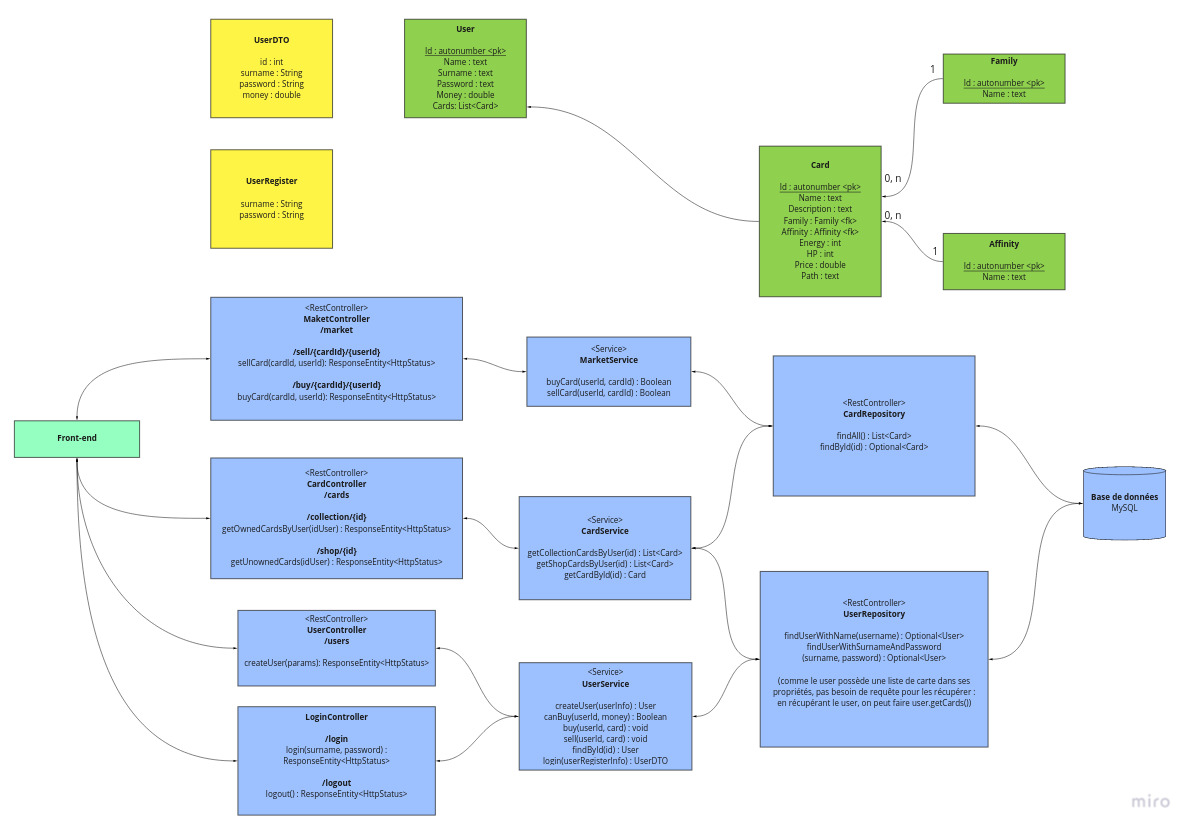 UserDTO
id : int
surname : String
password : String
money : double
User
Id : autonumber <pk>
Name : text
Surname : text
Password : text
Money : double
Cards: List<Card>
Family
Id : autonumber <pk>
Name : text
1
0, n
UserRegister
surname : String
password : String
Card
Id : autonumber <pk>
Name : text
Description : text
Family : Family <fk>
Affinity : Affinity <fk>
Energy : int
HP : int
Price : double
Path : text
0, n
1
Affinity
Id : autonumber <pk>
Name : text
<RestController>
MaketController
/market
/sell/{cardId}/{userId}
sellCard(cardId, userId): ResponseEntity<HttpStatus>
/buy/{cardId}/{userId}
buyCard(cardId, userId): ResponseEntity<HttpStatus>
<Service>
MarketService
buyCard(userId, cardId) : Boolean
sellCard(userId, cardId) : Boolean
<RestController>
CardRepository
findAll() : List<Card>
findById(id) : Optional<Card>
Front-end
<RestController>
CardController
/cards
/collection/{id}
getOwnedCardsByUser(idUser) : ResponseEntity<HttpStatus>
/shop/{id}
getUnownedCards(idUser) : ResponseEntity<HttpStatus>
<Service>
CardService
getCollectionCardsByUser(id) : List<Card>
getShopCardsByUser(id) : List<Card>
getCardById(id) : Card
Base de données
MySQL
<RestController>
UserController
/users
createUser(params): ResponseEntity<HttpStatus>
<RestController>
UserRepository
findUserWithName(username) : Optional<User>
findUserWithSurnameAndPassword
(surname, password) : Optional<User>
(comme le user possède une liste de carte dans ses
propriétés, pas besoin de requête pour les récupérer :
en récupérant le user, on peut faire user.getCards())
<Service>
UserService
createUser(userInfo) : User
canBuy(userId, money) : Boolean
buy(userId, card) : void
sell(userId, card) : void
findById(id) : User
login(userRegisterInfo) : UserDTO
LoginController
/login
login(surname, password) :
ResponseEntity<HttpStatus>
/logout
logout() : ResponseEntity<HttpStatus>
miro